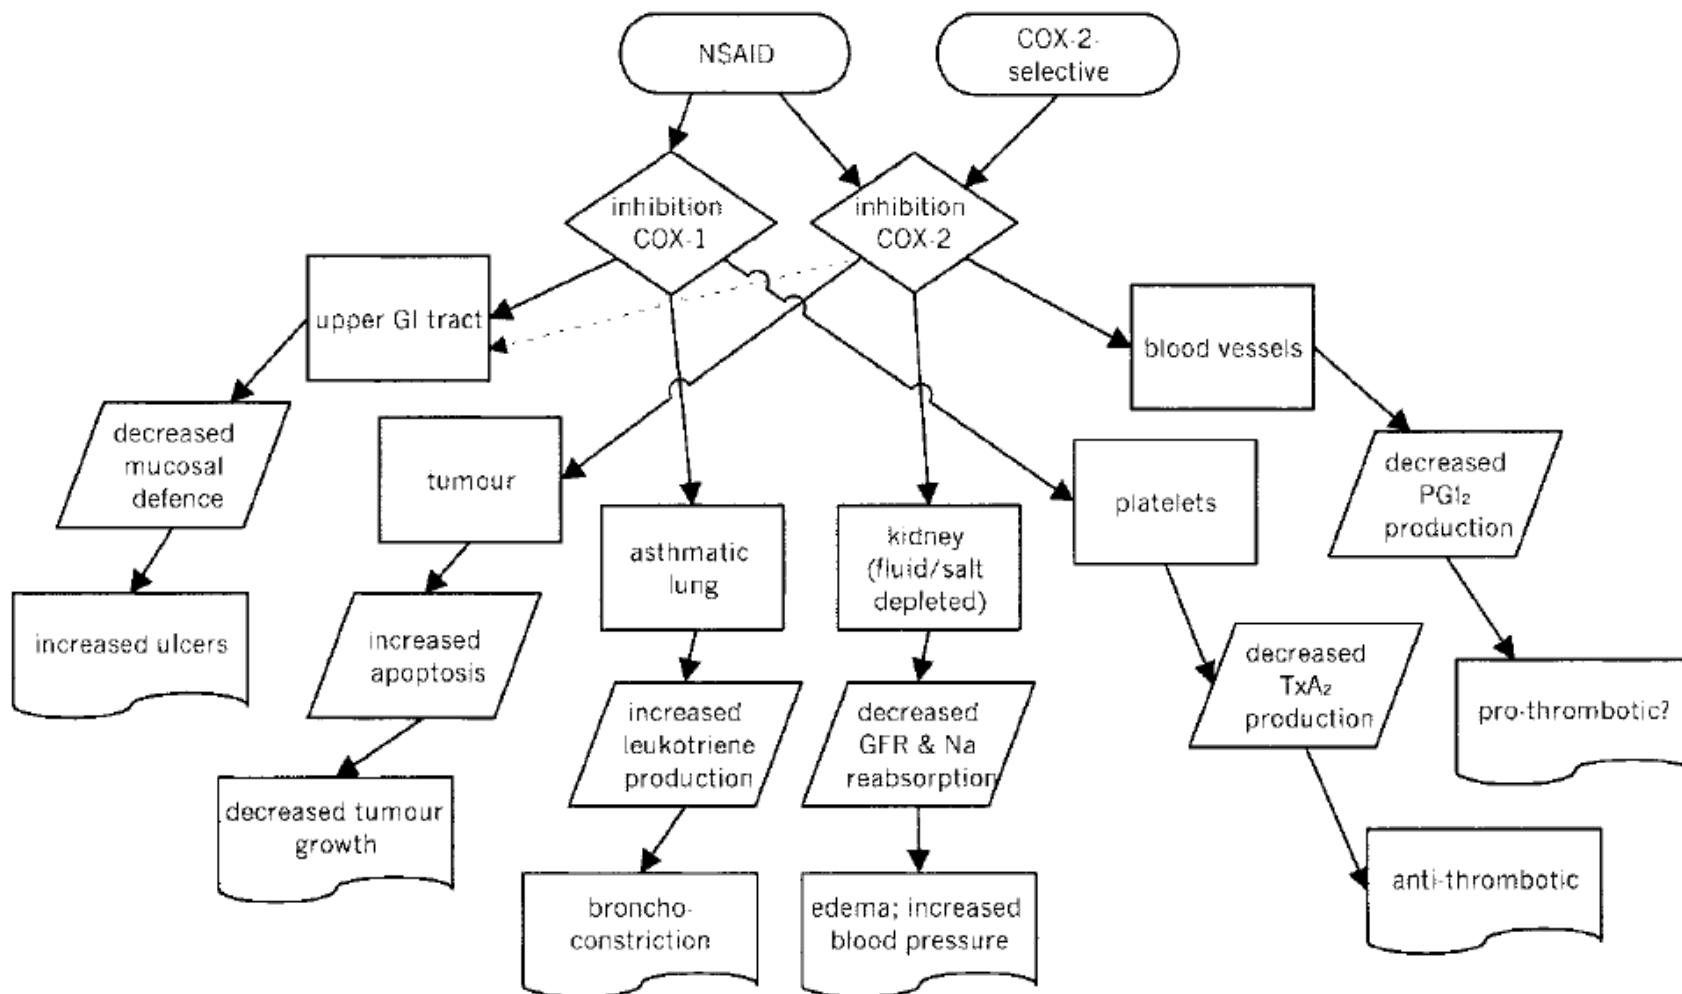 NSAID
COX-2-
selective
inhibition
COX-1
inhibition
COX-2
upper GI tract
blood vessels
decreased
mucosal
defence
tumour
asthmatic
lung
kidney
(fluid/salt
depleted)
platelets
decreased
PGI₂
production
increased ulcers
increased
apoptosis
increased
leukotriene
production
decreased
GFR & Na
reabsorption
decreased
TxA₂
production
pro-thrombotic?
decreased tumour
growth
broncho-
constriction
edema; increased
blood pressure
anti-thrombotic